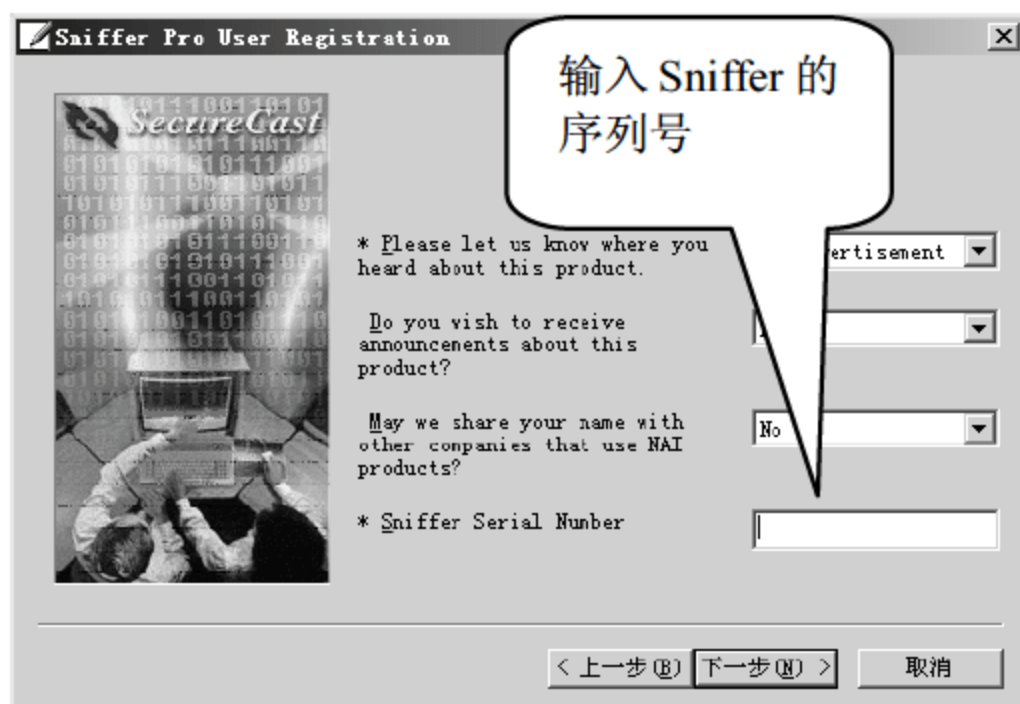 Sniffer Pro User Registration
输入 Sniffer 的
序列号
SecureCast
* Please let us know where you
heard about this product.
Do you wish to receive
announcements about this
product?
May we share your name with
other companies that use NAI
products?
No
* Sniffer Serial Number
< 上一步(B)
下一步(N) >
取消